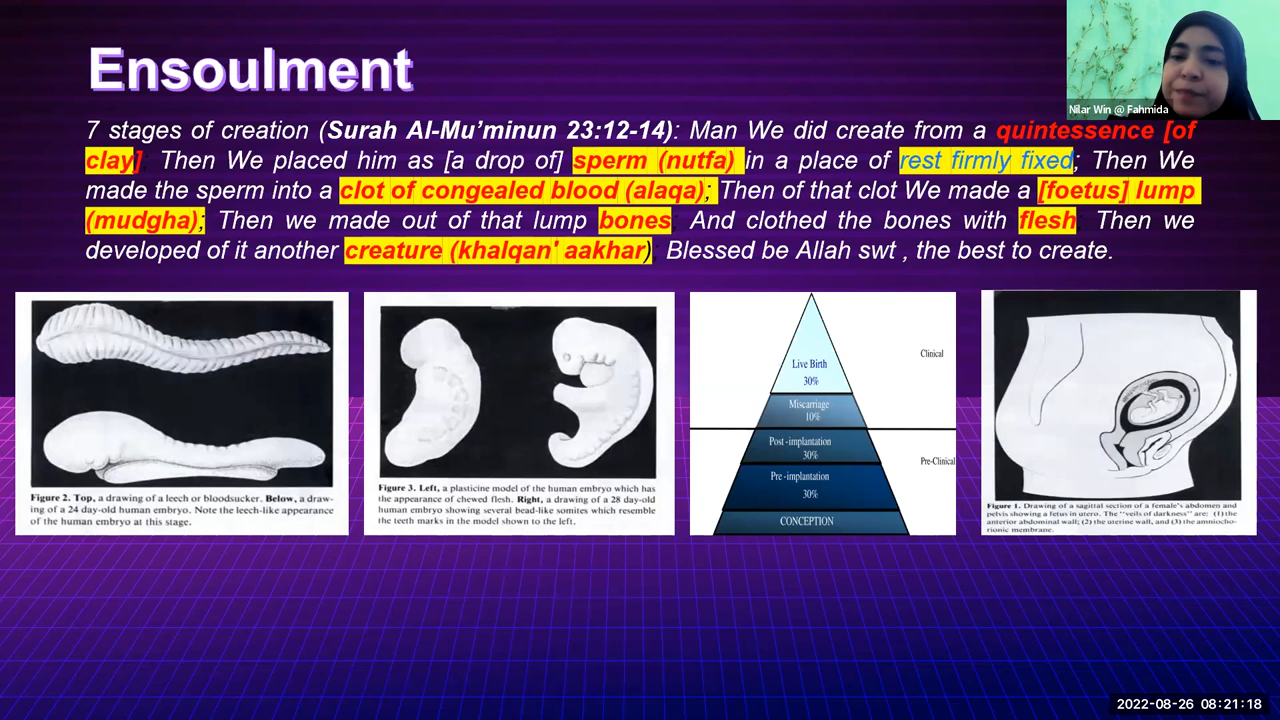 Ensoulment
Nilar Win @ Fahmida
7 stages of creation (Surah Al-Mu’minun 23:12-14): Man We did create from a quintessence [of
clay]; Then We placed him as [a drop of] sperm (nutfa) in a place of rest firmly fixed; Then We
made the sperm into a clot of congealed blood (alaqa); Then of that clot We made a [foetus] lump
(mudgha); Then we made out of that lump bones; And clothed the bones with flesh; Then we
developed of it another creature (khalqan' aakhar); Blessed be Allah swt , the best to create.
Figure 2. Top, a drawing of a leech or bloodsucker. Below, a draw-
ing of a 24 day-old human embryo. Note the leech-like appearance
of the human embryo at this stage.
Figure 3. Left, a plasticine model of the human embryo which has
the appearance of chewed flesh. Right, a drawing of a 28 day-old
human embryo showing several bead-like somites which resemble
the teeth marks in the model shown to the left.
Live Birth
30%
Clinical
Miscarriage
10%
Post -implantation
30%
Pre-Clinical
Pre -implantation
30%
CONCEPTION
Figure 1. Drawing of a sagittal section of a female's abdomen and
pelvis showing a fetus in utero. The "veils of darkness" are: (1) the
anterior abdominal wall; (2) the uterine wall, and (3) the amniocho-
rionic membrane.
2022-08-26 08:21:18